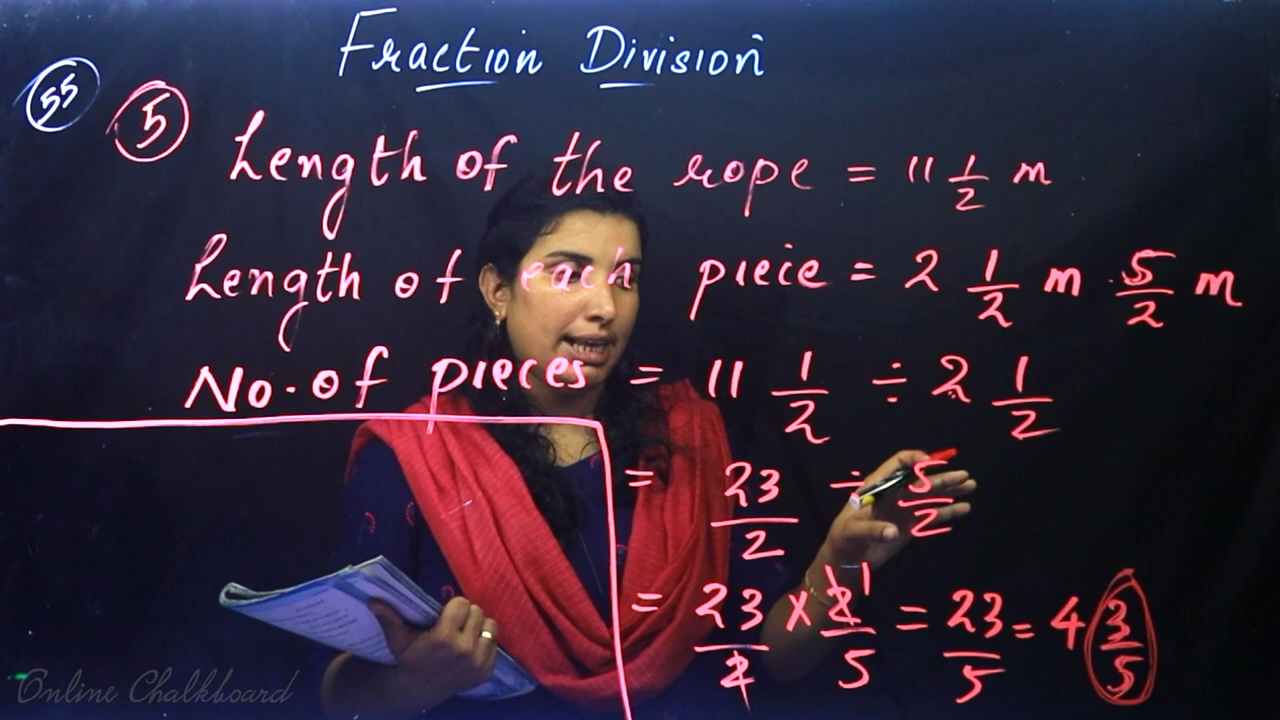 Fraction Division
55
5 Length of the rope = 11 1/2 m
Length of each pieie = 2 1/2 m 5/2 m
No. of pieces = 11 1/2 ÷ 2 1/2
= 23/2 ÷ 5/2
= 23/2 × 2/5 1 = 23/5 = 4 3/5
Online Chalkboard